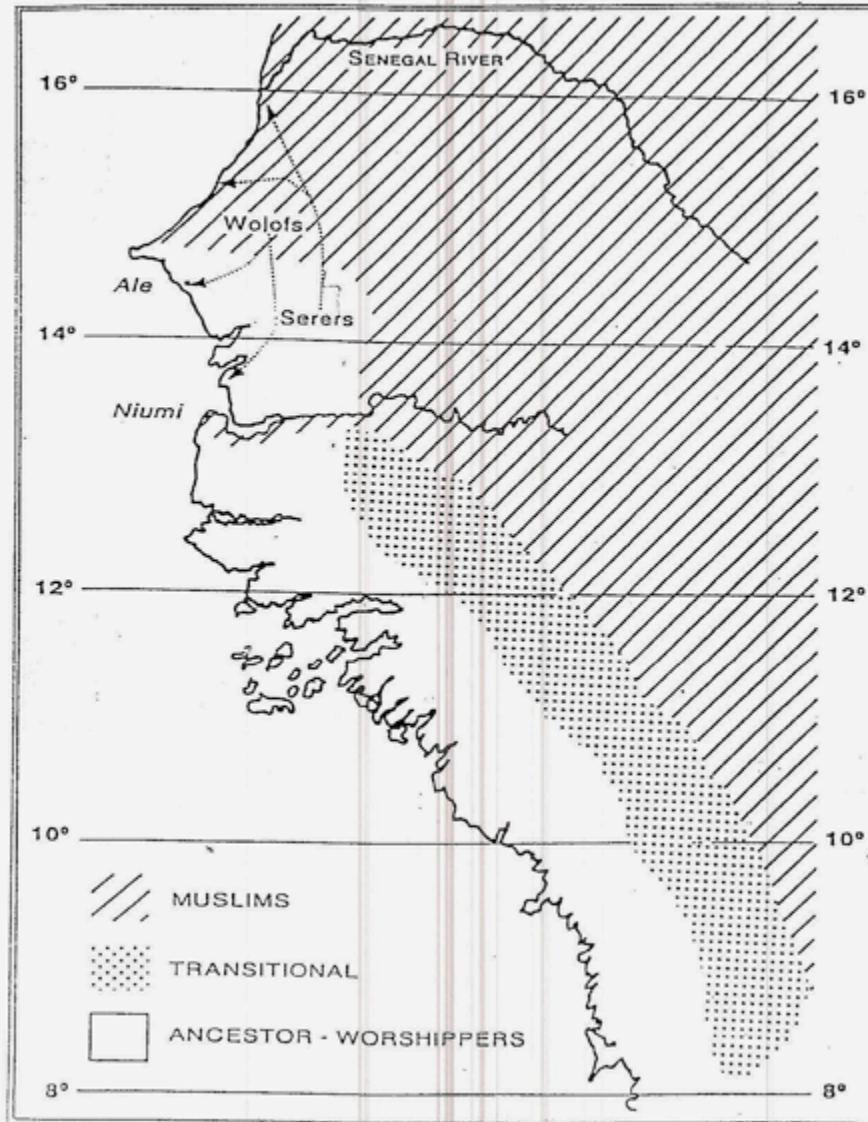 SENEGAL RIVER
16° 16°
Wolofs
Ale
Serers
14° 14°
Niumi
12° 12°
10° 10°
MUSLIMS
TRANSITIONAL
ANCESTOR - WORSHIPPERS
8° 8°